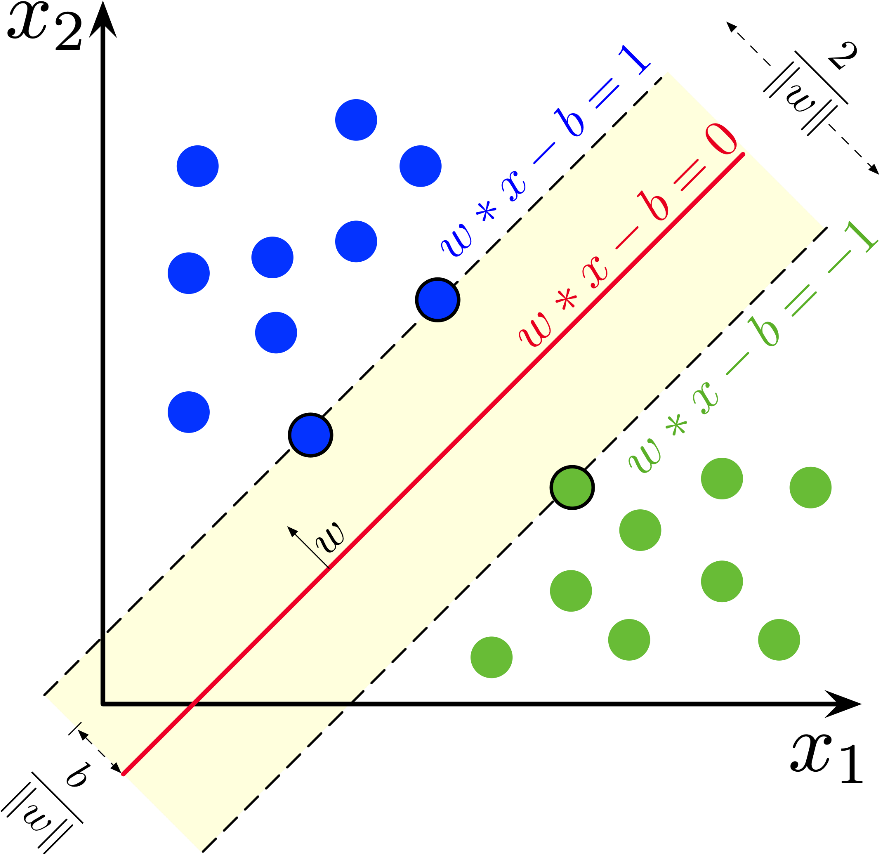 x₂
2
‖w‖
w * x − b = 1
w * x − b = 0
w * x − b = −1
w
x₁
b
‖w‖